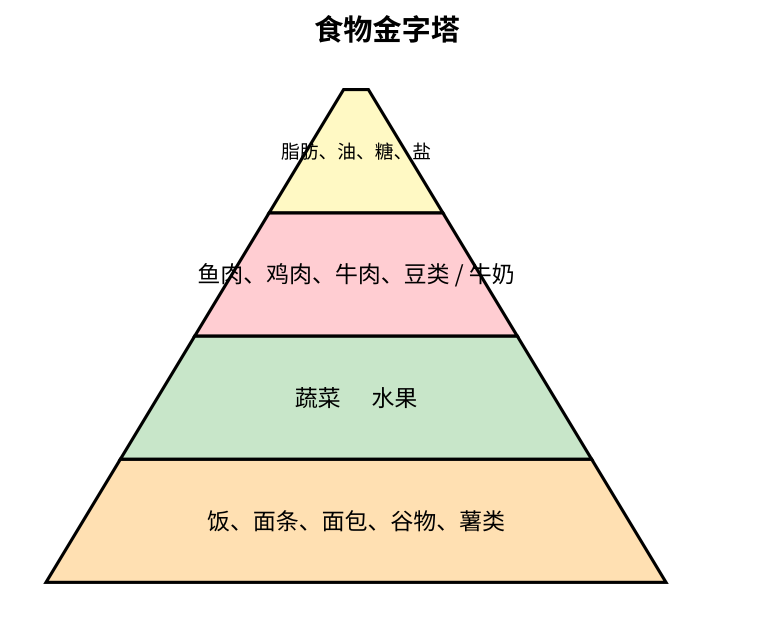 食物金字塔
脂肪、油、糖、盐
鱼肉、鸡肉、牛肉、豆类 / 牛奶
蔬菜 水果
饭、面条、面包、谷物、薯类